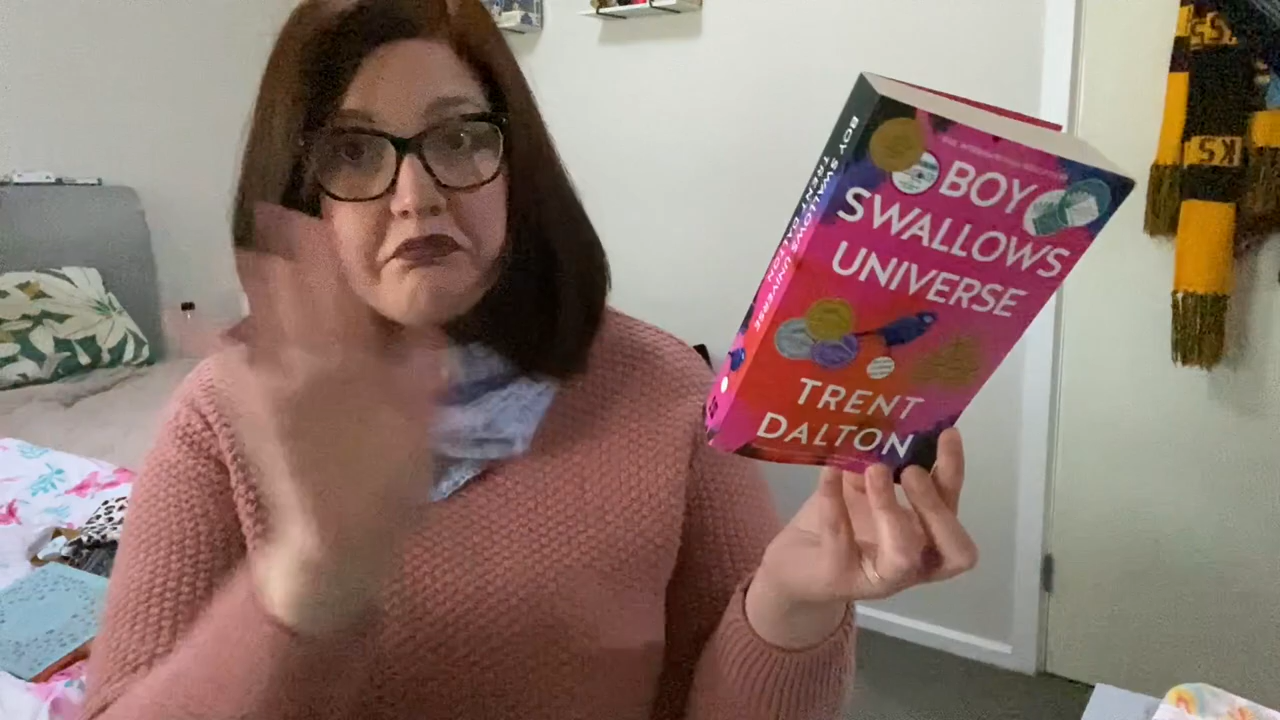 BOY
SWALLOWS
UNIVERSE
TRENT
DALTON
BOY SWALLOWS UNIVERSE
TRENT DALTON